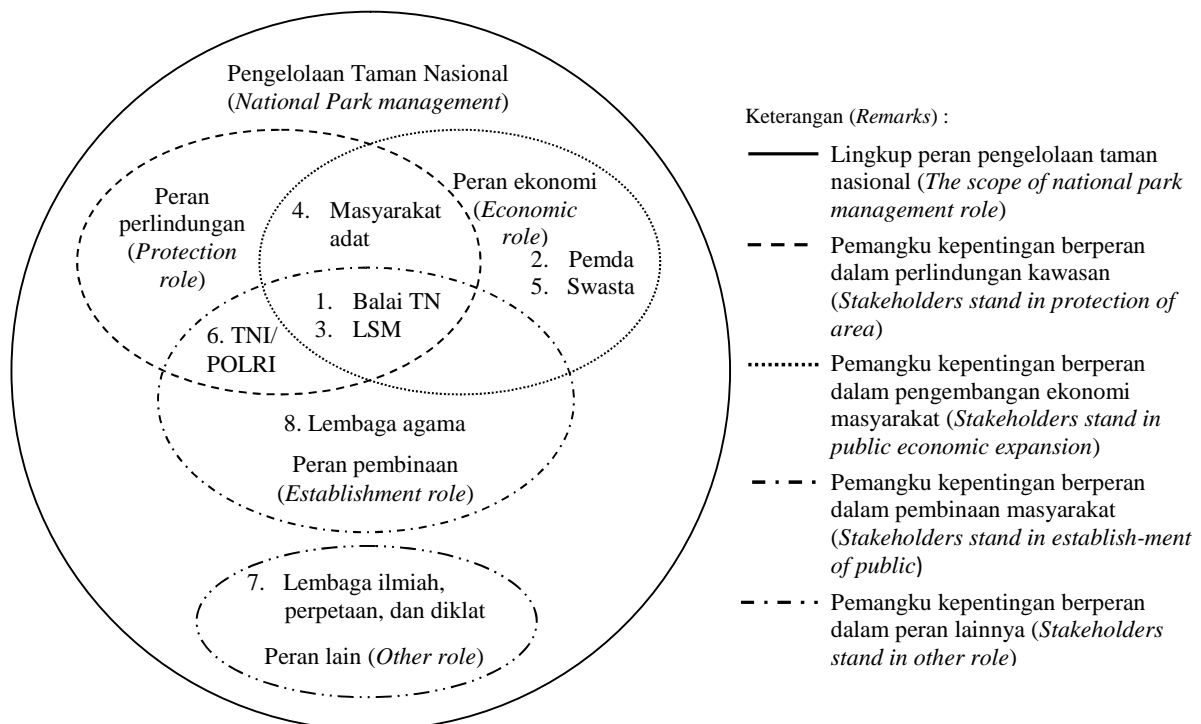 Pengelolaan Taman Nasional
(National Park management)
Peran
perlindungan
(Protection
role)
4. Masyarakat
adat
Peran ekonomi
(Economic
role)
2. Pemda
5. Swasta
1. Balai TN
3. LSM
6. TNI/
POLRI
8. Lembaga agama
Peran pembinaan
(Establishment role)
7. Lembaga ilmiah,
perpetaan, dan diklat
Peran lain (Other role)
Keterangan (Remarks) :
Lingkup peran pengelolaan taman
nasional (The scope of national park
management role)
Pemangku kepentingan berperan
dalam perlindungan kawasan
(Stakeholders stand in protection of
area)
Pemangku kepentingan berperan
dalam pengembangan ekonomi
masyarakat (Stakeholders stand in
public economic expansion)
Pemangku kepentingan berperan
dalam pembinaan masyarakat
(Stakeholders stand in establish-ment
of public)
Pemangku kepentingan berperan
dalam peran lainnya (Stakeholders
stand in other role)